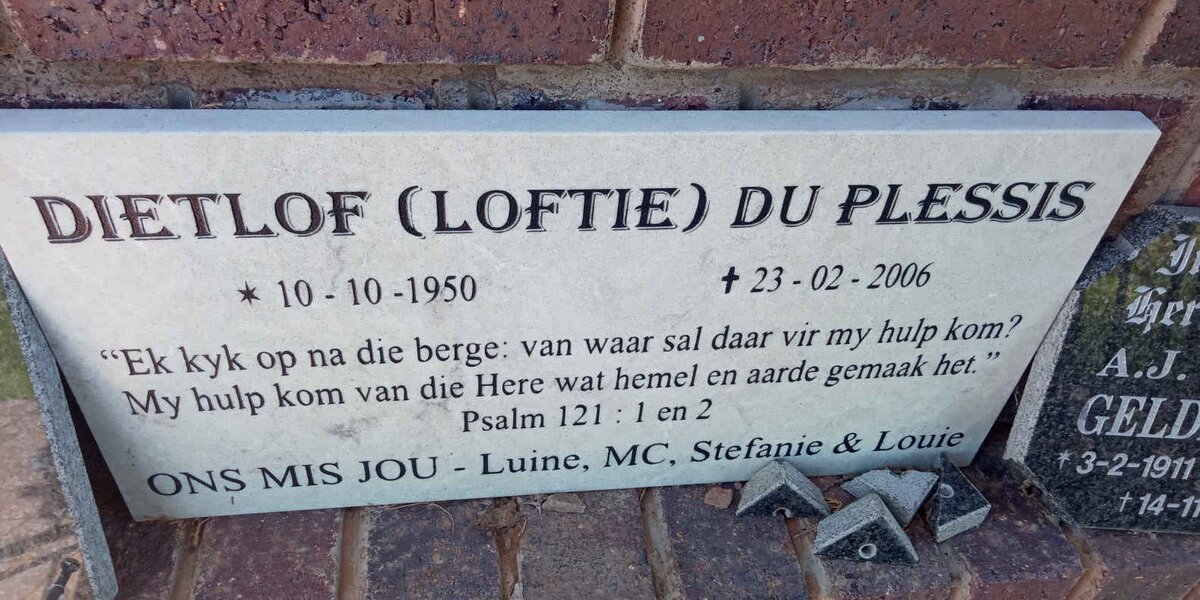 DIETLOF (LOFTIE) DU PLESSIS
* 10 - 10 -1950 ✝ 23 - 02 - 2006
“Ek kyk op na die berge: van waar sal daar vir my hulp kom?
My hulp kom van die Here wat hemel en aarde gemaak het.”
Psalm 121 : 1 en 2
ONS MIS JOU - Luine, MC, Stefanie & Louie
A.J.
*3-2-1911